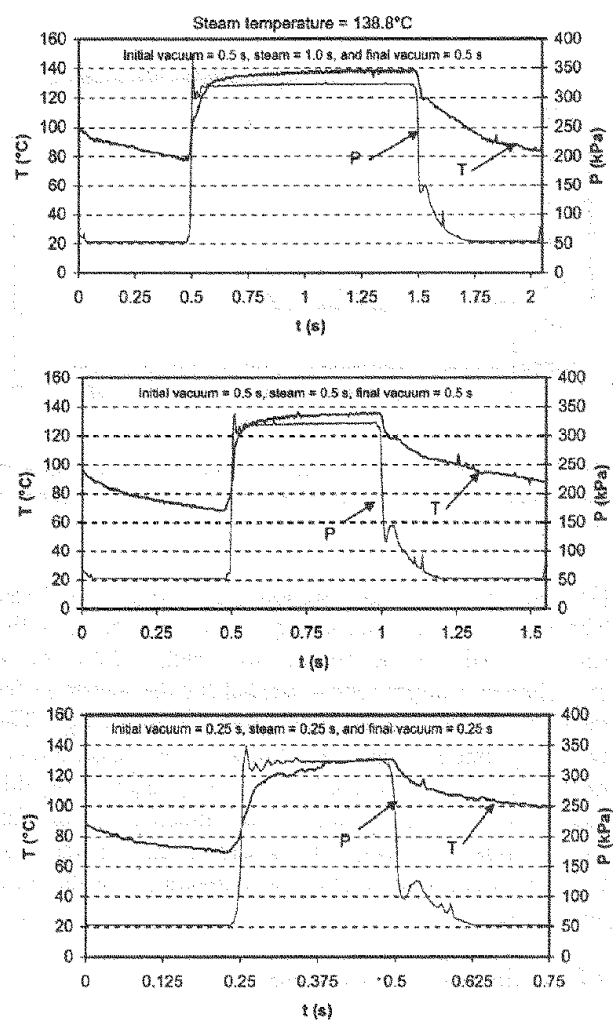 Steam temperature = 138.8°C
Initial vacuum = 0.5 s, steam = 1.0 s, and final vacuum = 0.5 s
T (°C)
160
140
120
100
80
60
40
20
0
P
T
400
350
300
250
200
150
100
50
0
P (kPa)
0 0.25 0.5 0.75 1 1.25 1.5 1.75 2
t (s)
Initial vacuum = 0.5 s, steam = 0.5 s, final vacuum = 0.5 s
T (°C)
160
140
120
100
80
60
40
20
0
P
T
400
350
300
250
200
150
100
50
0
P (kPa)
0 0.25 0.5 0.75 1 1.25 1.5
t (s)
Initial vacuum = 0.25 s, steam = 0.25 s, and final vacuum = 0.25 s
T (°C)
160
140
120
100
80
60
40
20
0
P
T
400
350
300
250
200
150
100
50
0
P (kPa)
0 0.125 0.25 0.375 0.5 0.625 0.75
t (s)